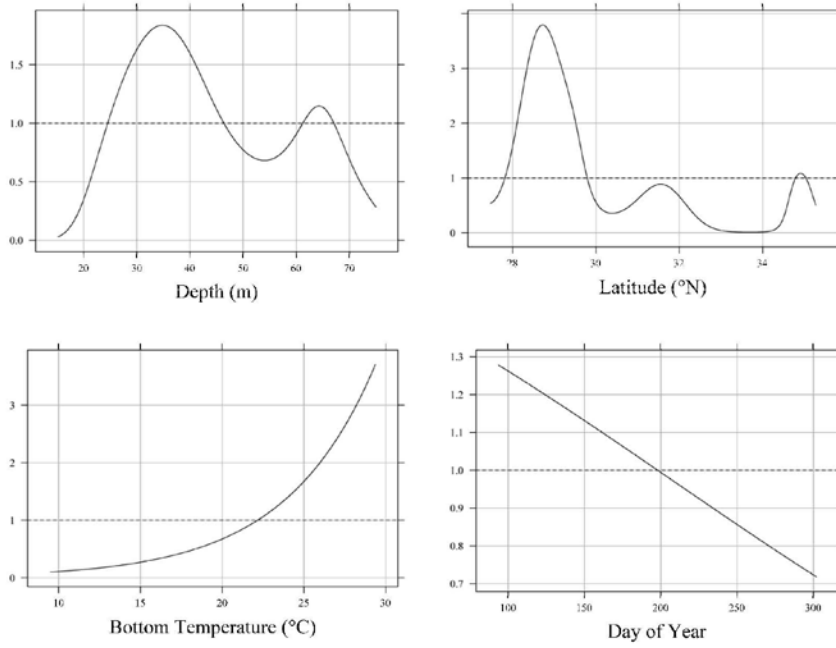 1.5
1.0
0.5
0.0
20 30 40 50 60 70
Depth (m)
3
2
1
0
28 30 32 34
Latitude (°N)
3
2
1
0
10 15 20 25 30
Bottom Temperature (°C)
1.3
1.2
1.1
1.0
0.9
0.8
0.7
100 150 200 250 300
Day of Year